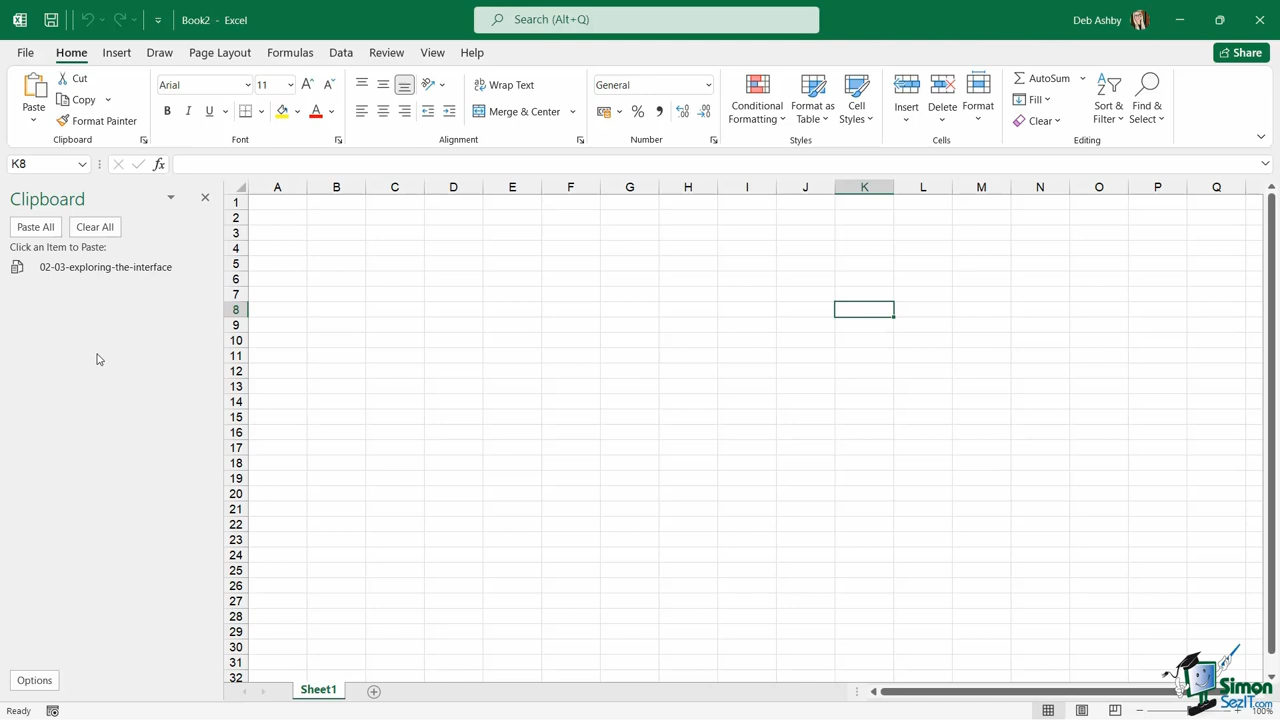 Book2 - Excel
Search (Alt+Q)
Deb Ashby
File Home Insert Draw Page Layout Formulas Data Review View Help
Share
Paste
Cut
Copy
Format Painter
Clipboard
Arial 11
B I U
Font
Wrap Text
Merge & Center
Alignment
General
%
Number
Conditional Formatting
Format as Table
Cell Styles
Styles
Insert
Delete
Format
Cells
AutoSum
Fill
Clear
Sort & Filter
Find & Select
Editing
K8
fx
Clipboard
Paste All Clear All
Click an Item to Paste:
02-03-exploring-the-interface
Options
A B C D E F G H I J K L M N O P Q
1
2
3
4
5
6
7
8
9
10
11
12
13
14
15
16
17
18
19
20
21
22
23
24
25
26
27
28
29
30
31
32
Sheet1
Ready
100%
Simon
SezIT.com